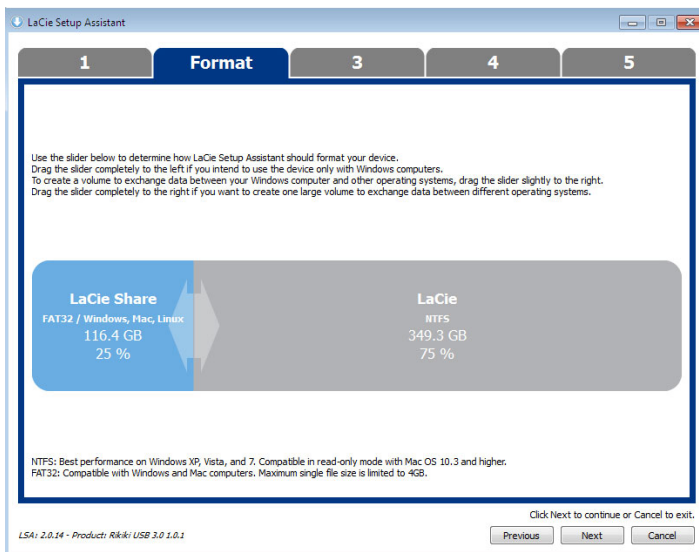 LaCie Setup Assistant
1 Format 3 4 5
Use the slider below to determine how LaCie Setup Assistant should format your device.
Drag the slider completely to the left if you intend to use the device only with Windows computers.
To create a volume to exchange data between your Windows computer and other operating systems, drag the slider slightly to the right.
Drag the slider completely to the right if you want to create one large volume to exchange data between different operating systems.
LaCie Share
FAT32 / Windows, Mac, Linux
116.4 GB
25 %
LaCie
NTFS
349.3 GB
75 %
NTFS: Best performance on Windows XP, Vista, and 7. Compatible in read-only mode with Mac OS 10.3 and higher.
FAT32: Compatible with Windows and Mac computers. Maximum single file size is limited to 4GB.
Click Next to continue or Cancel to exit.
LSA: 2.0.14 - Product: Rikiki USB 3.0 1.0.1
Previous Next Cancel